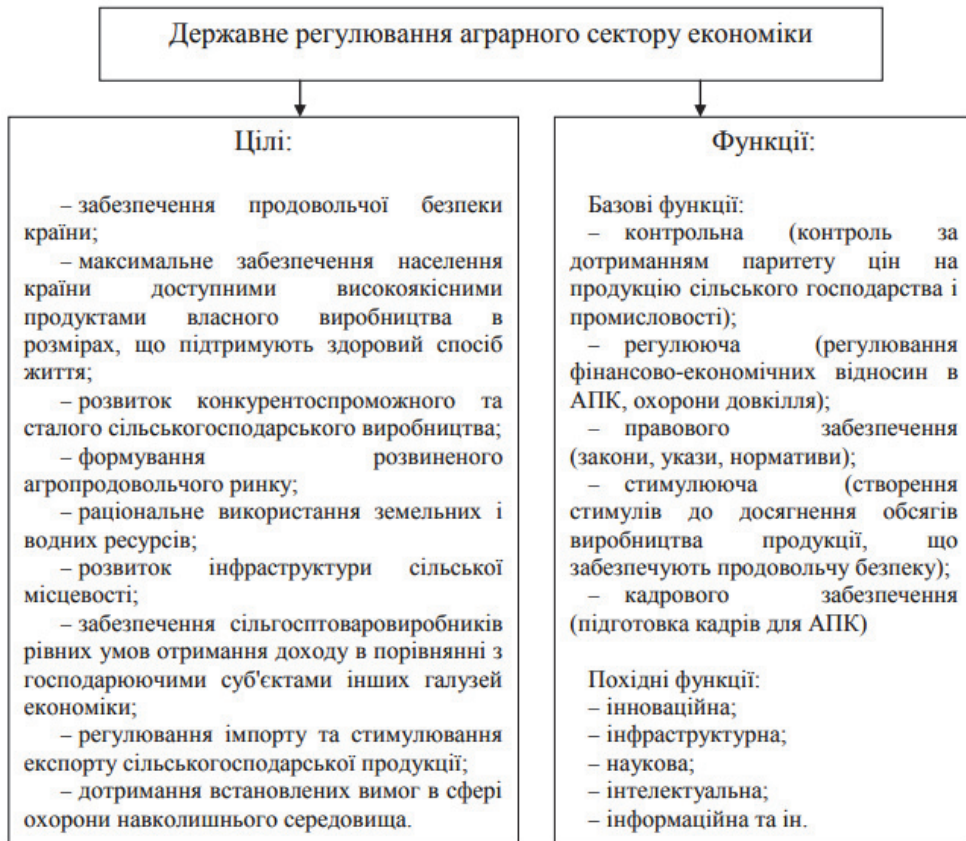 Державне регулювання аграрного сектору економіки
Цілі:
– забезпечення продовольчої безпеки
країни;
– максимальне забезпечення населення
країни доступними високоякісними
продуктами власного виробництва в
розмірах, що підтримують здоровий спосіб
життя;
– розвиток конкурентоспроможного та
сталого сільськогосподарського виробництва;
– формування розвиненого
агропродовольчого ринку;
– раціональне використання земельних і
водних ресурсів;
– розвиток інфраструктури сільської
місцевості;
– забезпечення сільгосптоваровиробників
рівних умов отримання доходу в порівнянні з
господарюючими суб'єктами інших галузей
економіки;
– регулювання імпорту та стимулювання
експорту сільськогосподарської продукції;
– дотримання встановлених вимог в сфері
охорони навколишнього середовища.
Функції:
Базові функції:
– контрольна (контроль за
дотриманням паритету цін на
продукцію сільського господарства і
промисловості);
– регулююча (регулювання
фінансово-економічних відносин в
АПК, охорони довкілля);
– правового забезпечення
(закони, укази, нормативи);
– стимулююча (створення
стимулів до досягнення обсягів
виробництва продукції, що
забезпечують продовольчу безпеку);
– кадрового забезпечення
(підготовка кадрів для АПК)
Похідні функції:
– інноваційна;
– інфраструктурна;
– наукова;
– інтелектуальна;
– інформаційна та ін.